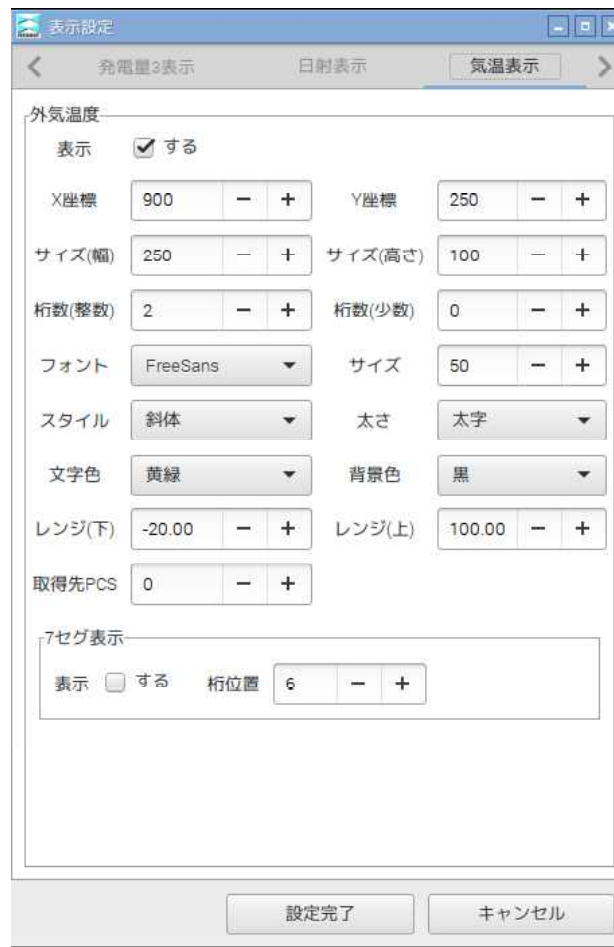 表示設定
発電量3表示 日射表示 気温表示
外気温度
表示 する
X座標 900 Y座標 250
サイズ(幅) 250 サイズ(高さ) 100
桁数(整数) 2 桁数(少数) 0
フォント FreeSans サイズ 50
スタイル 斜体 太さ 太字
文字色 黄緑 背景色 黒
レンジ(下) -20.00 レンジ(上) 100.00
取得先PCS 0
7セグ表示
表示 する 桁位置 6
設定完了 キャンセル